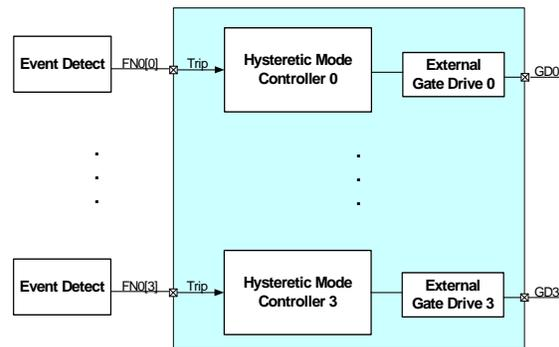 Event Detect
FN0[0]
Trip
Hysteretic Mode
Controller 0
External
Gate Drive 0
GD0
Event Detect
FN0[3]
Trip
Hysteretic Mode
Controller 3
External
Gate Drive 3
GD3